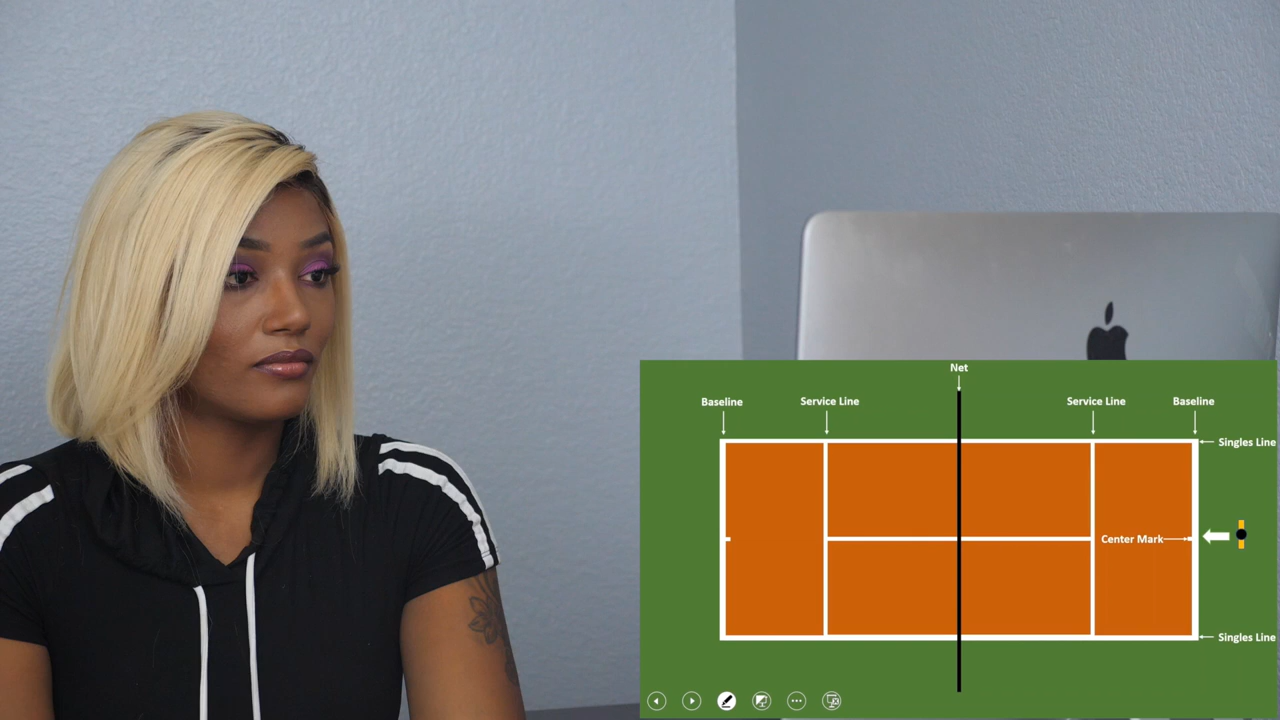 Net
Baseline
Service Line
Service Line
Baseline
Singles Line
Center Mark
Singles Line